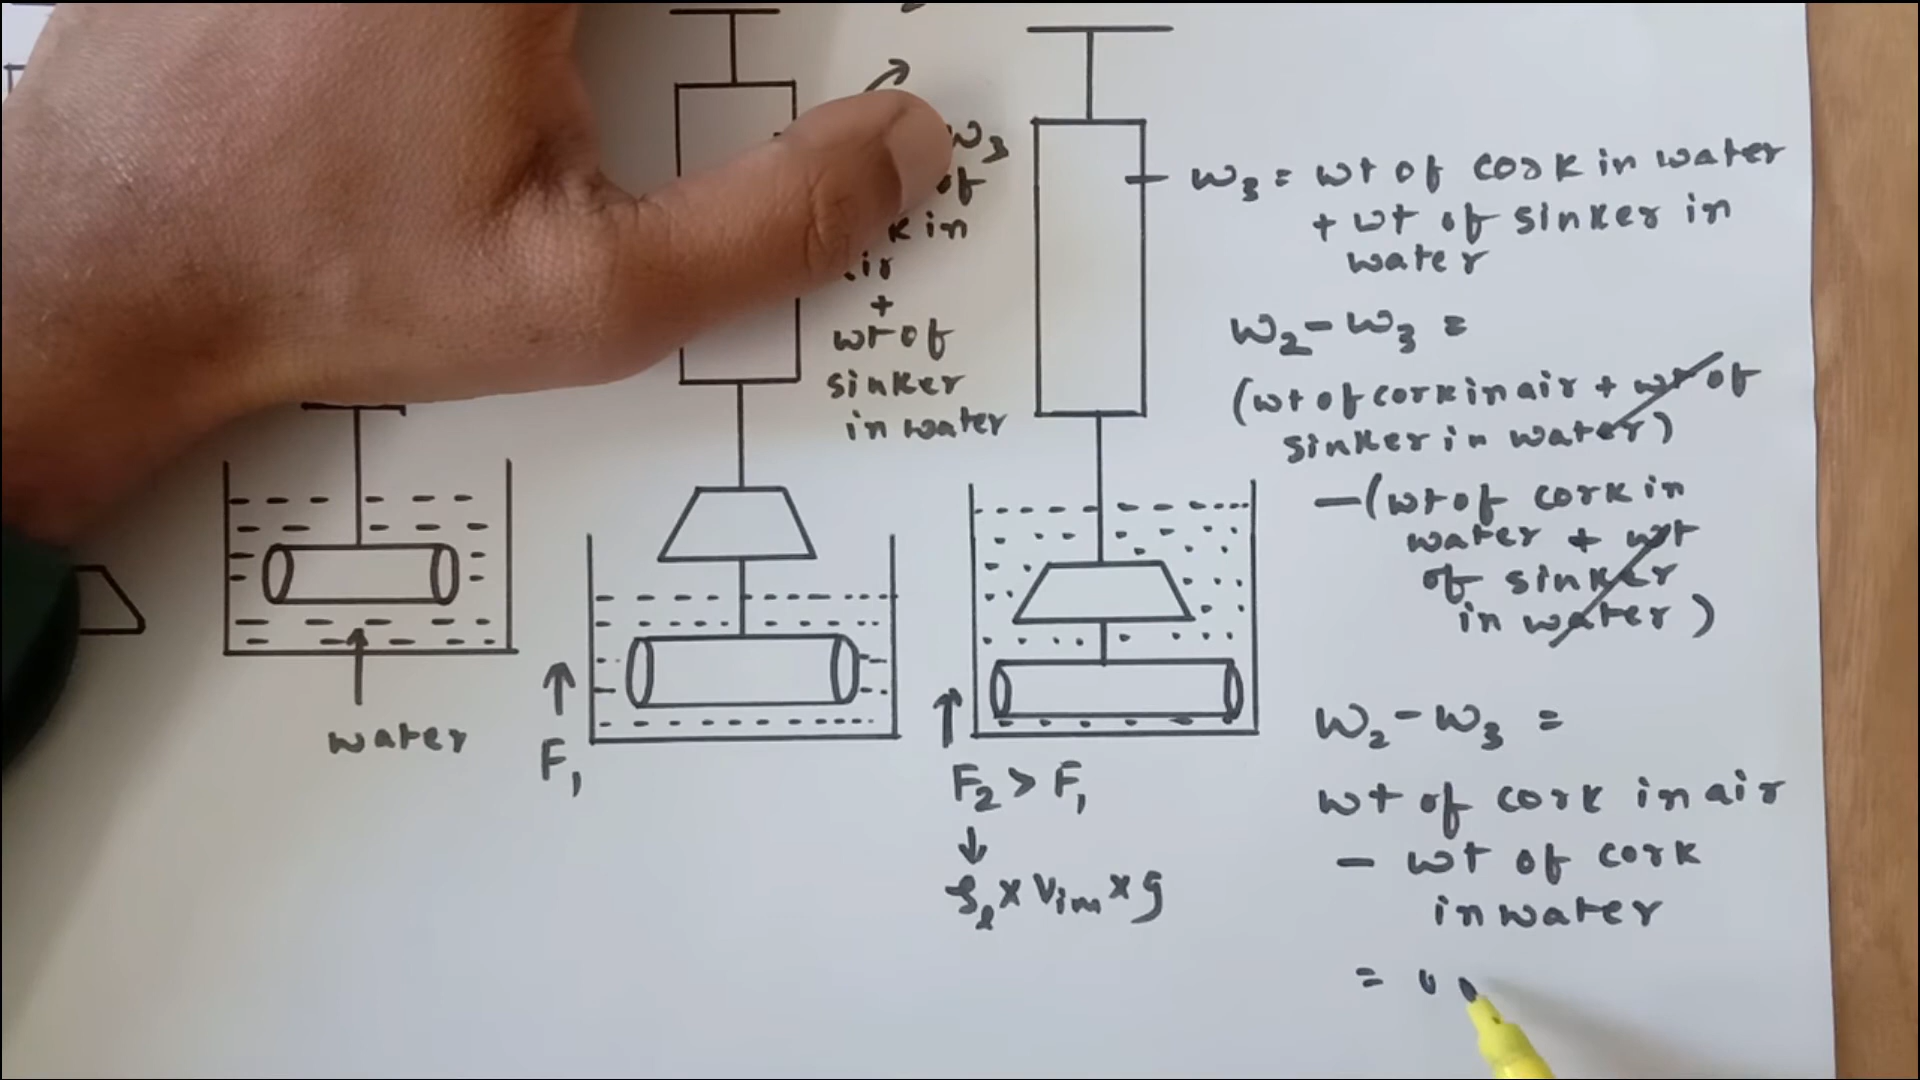 w3
of
k in
ir
+
wt of
sinker
in water
w3 = wt of cork in water
+ wt of sinker in
water
w2 - w3 =
(wt of cork in air + wt of
sinker in water)
- (wt of cork in
water + wt
of sinker
in water)
w2 - w3 =
wt of cork in air
- wt of cork
in water
=
water
F1
F2 > F1
↓
ρl x Vim x g